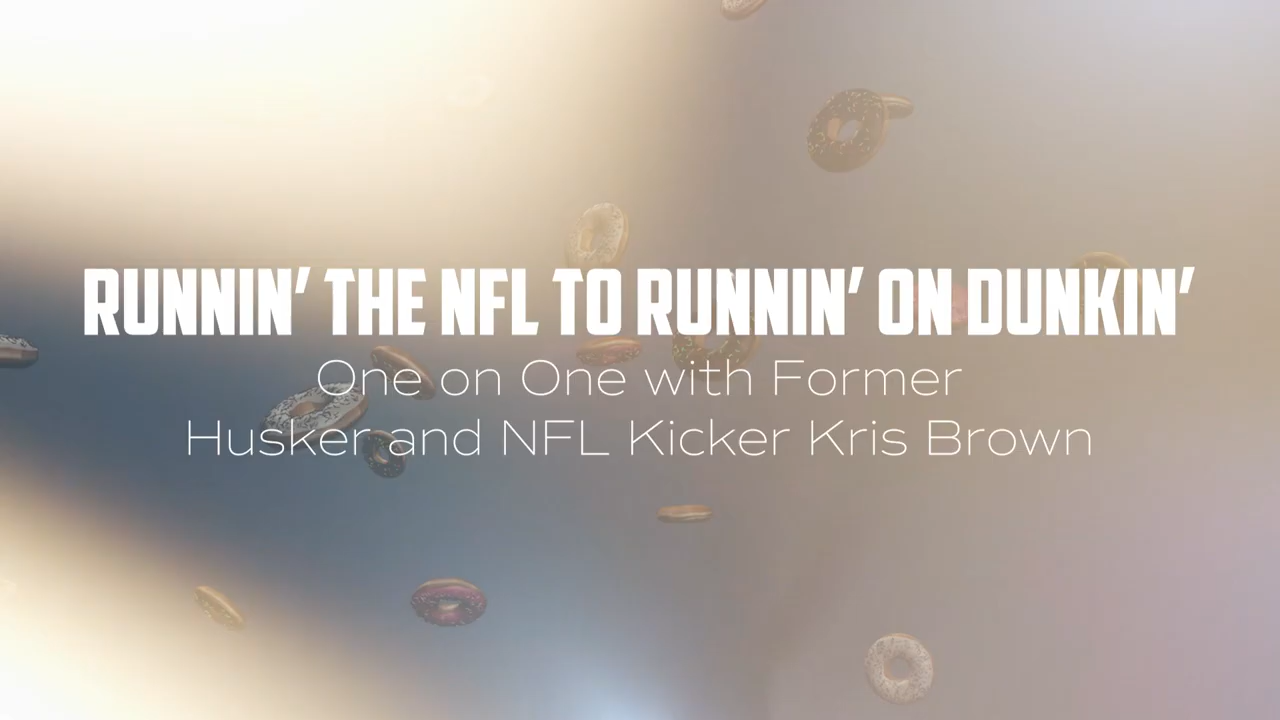 RUNNIN' THE NFL TO RUNNIN' ON DUNKIN'
One on One with Former
Husker and NFL Kicker Kris Brown